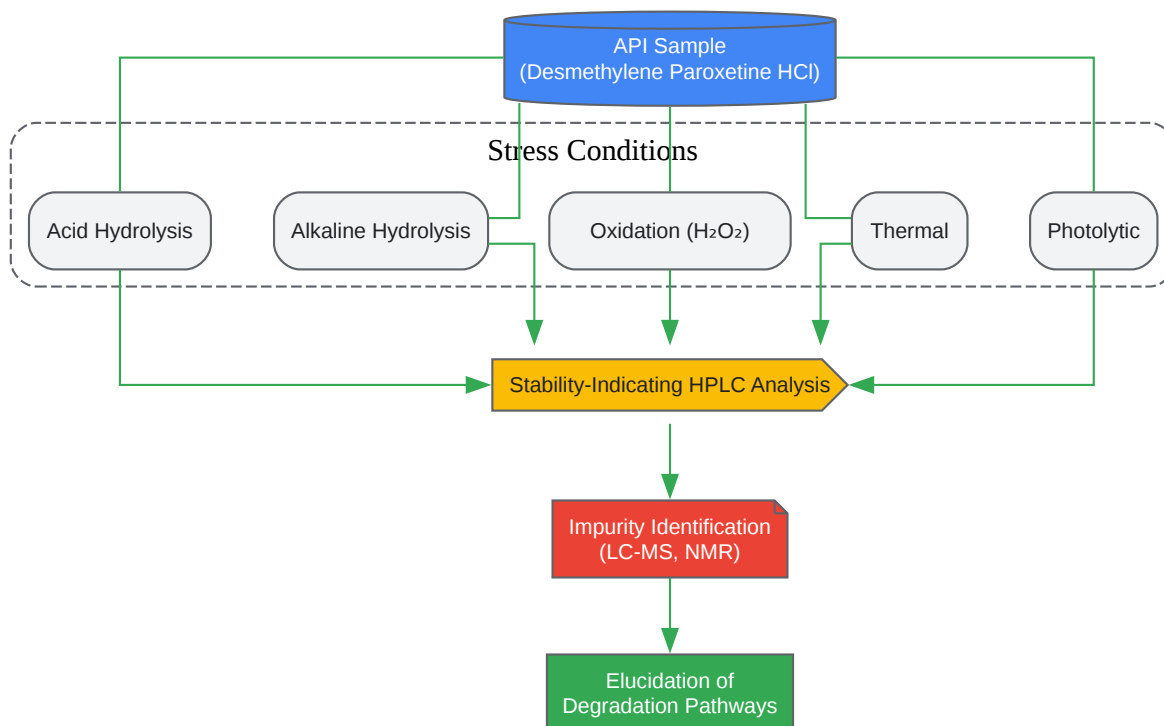 API Sample
(Desmethylene Paroxetine HCl)
Stress Conditions
Acid Hydrolysis
Alkaline Hydrolysis
Oxidation (H₂O₂)
Thermal
Photolytic
Stability-Indicating HPLC Analysis
Impurity Identification
(LC-MS, NMR)
Elucidation of
Degradation Pathways